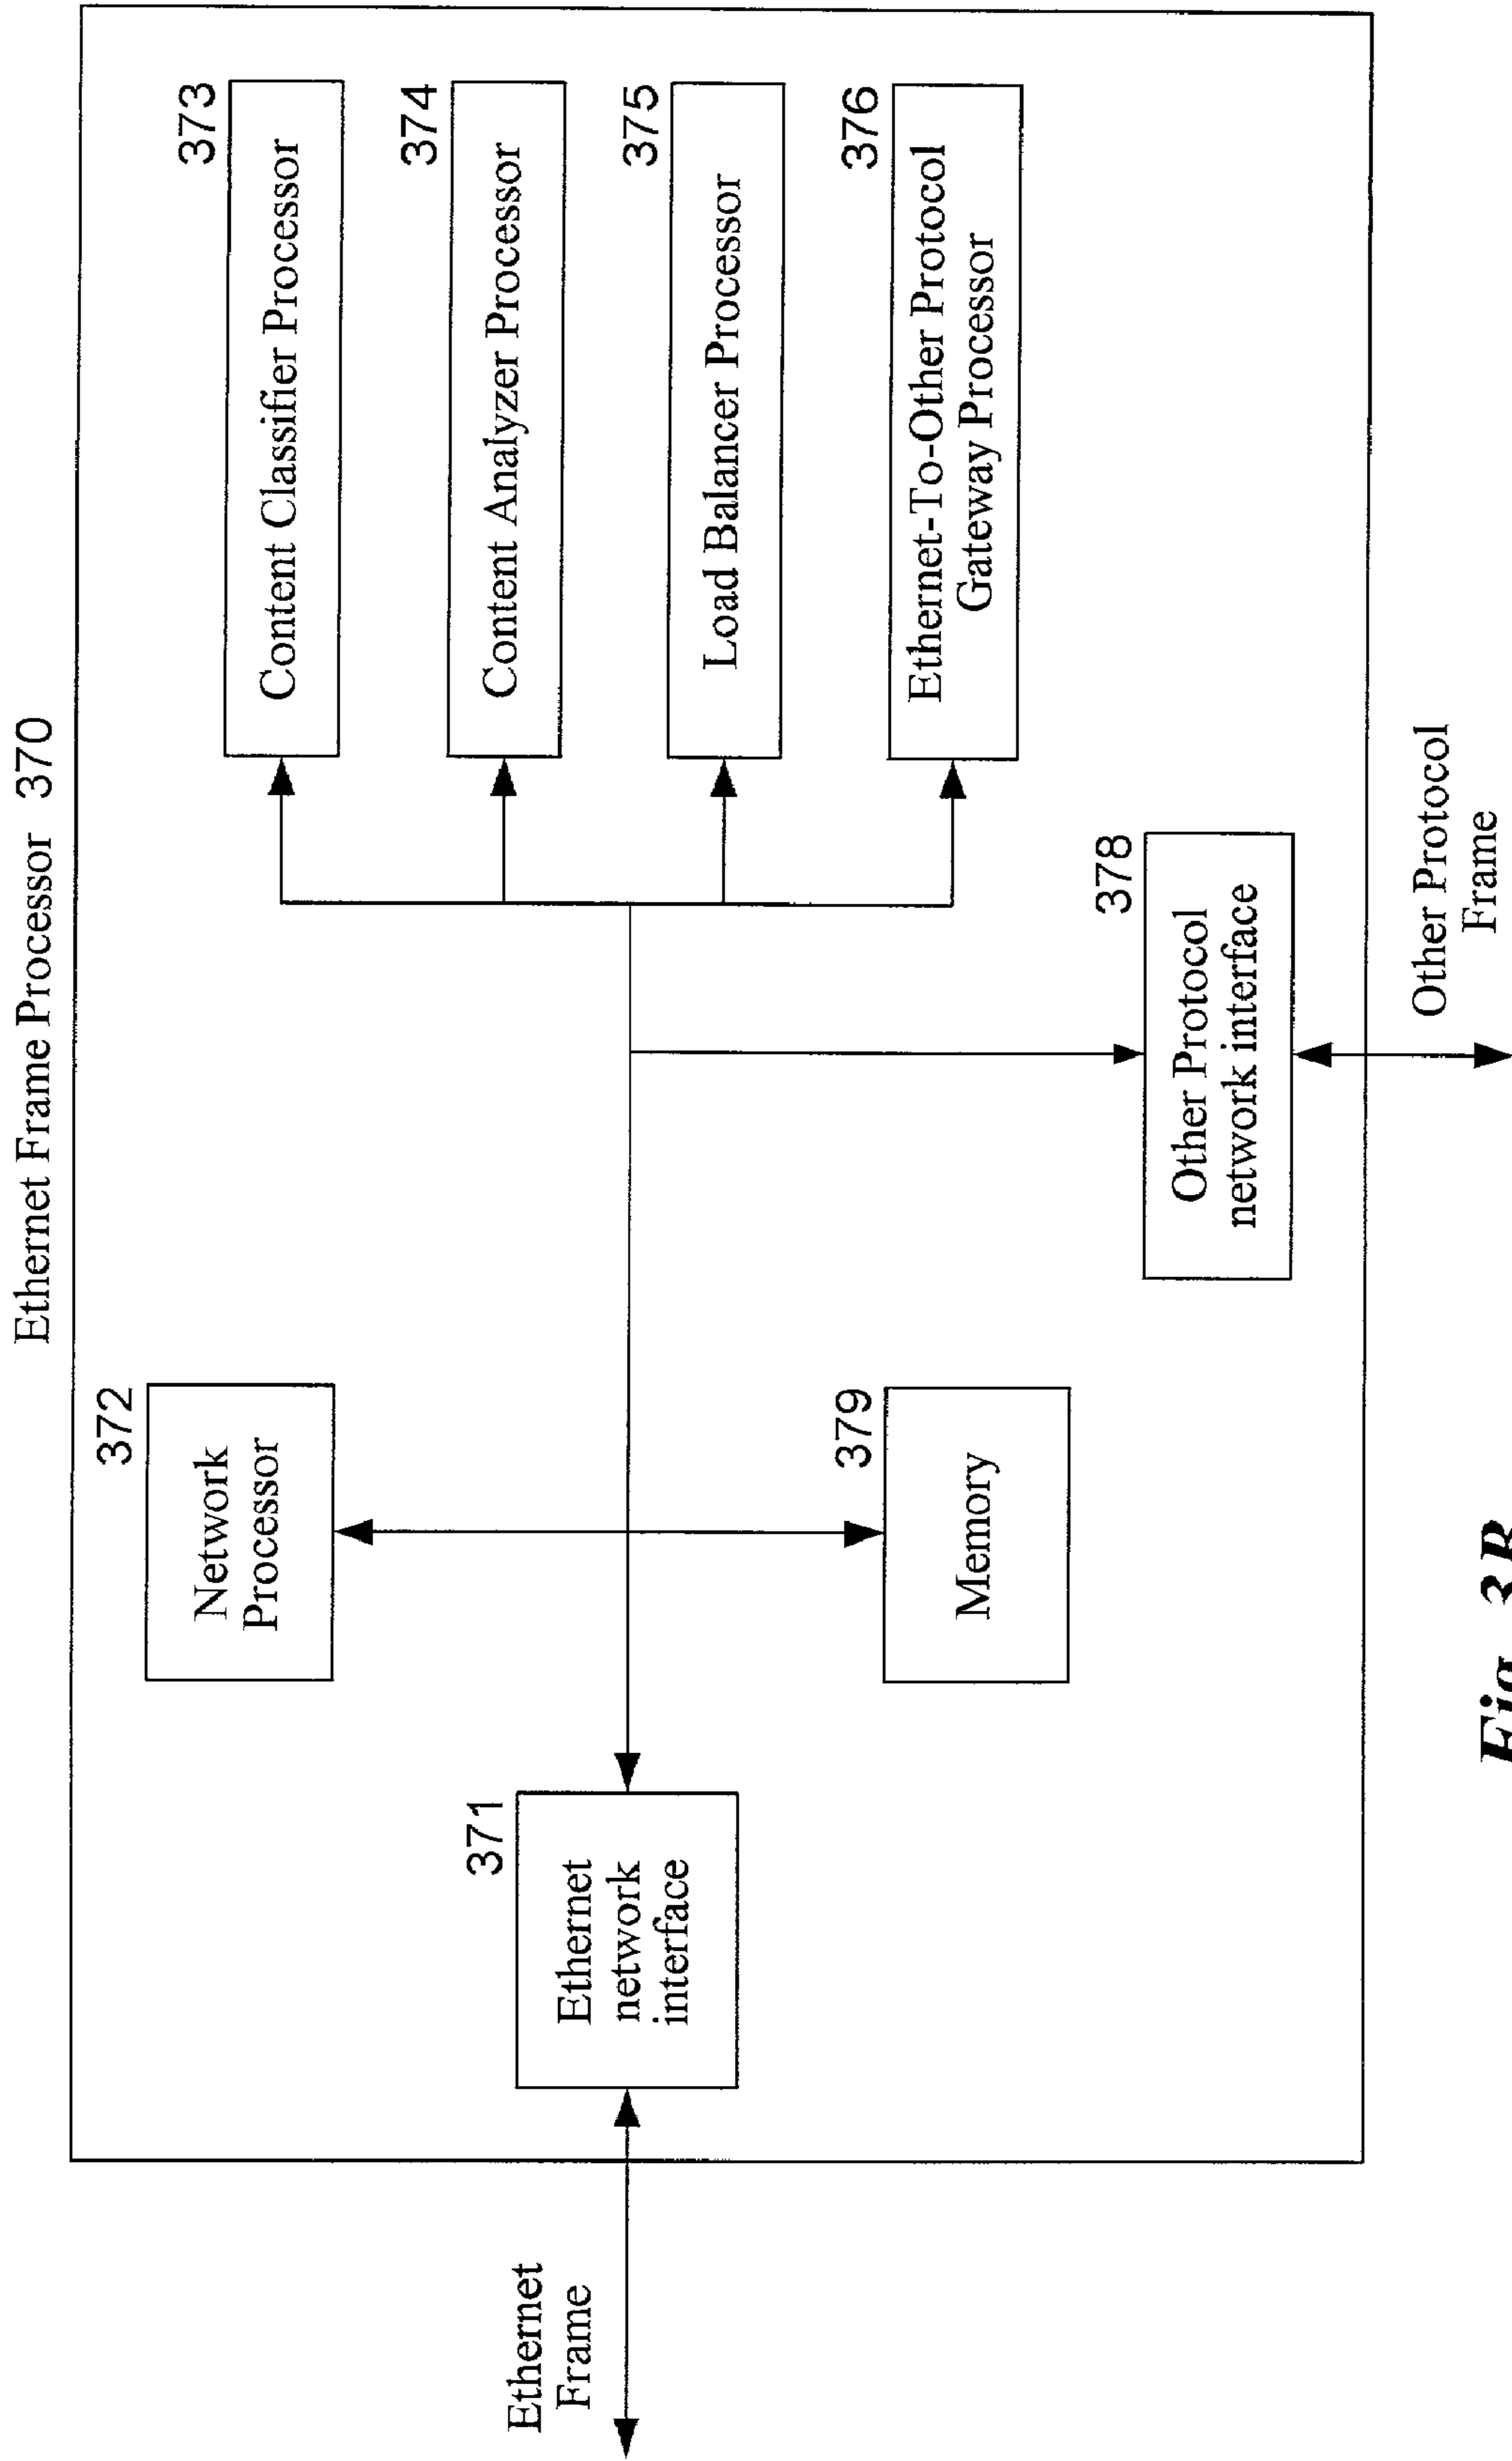 Ethernet Frame Processor 370
372
Network
Processor
373
Content Classifier Processor
374
Content Analyzer Processor
371
Ethernet
network
interface
Ethernet
Frame
375
Load Balancer Processor
379
Memory
376
Ethernet-To-Other Protocol
Gateway Processor
378
Other Protocol
network interface
Other Protocol
Frame
Fig. 3B